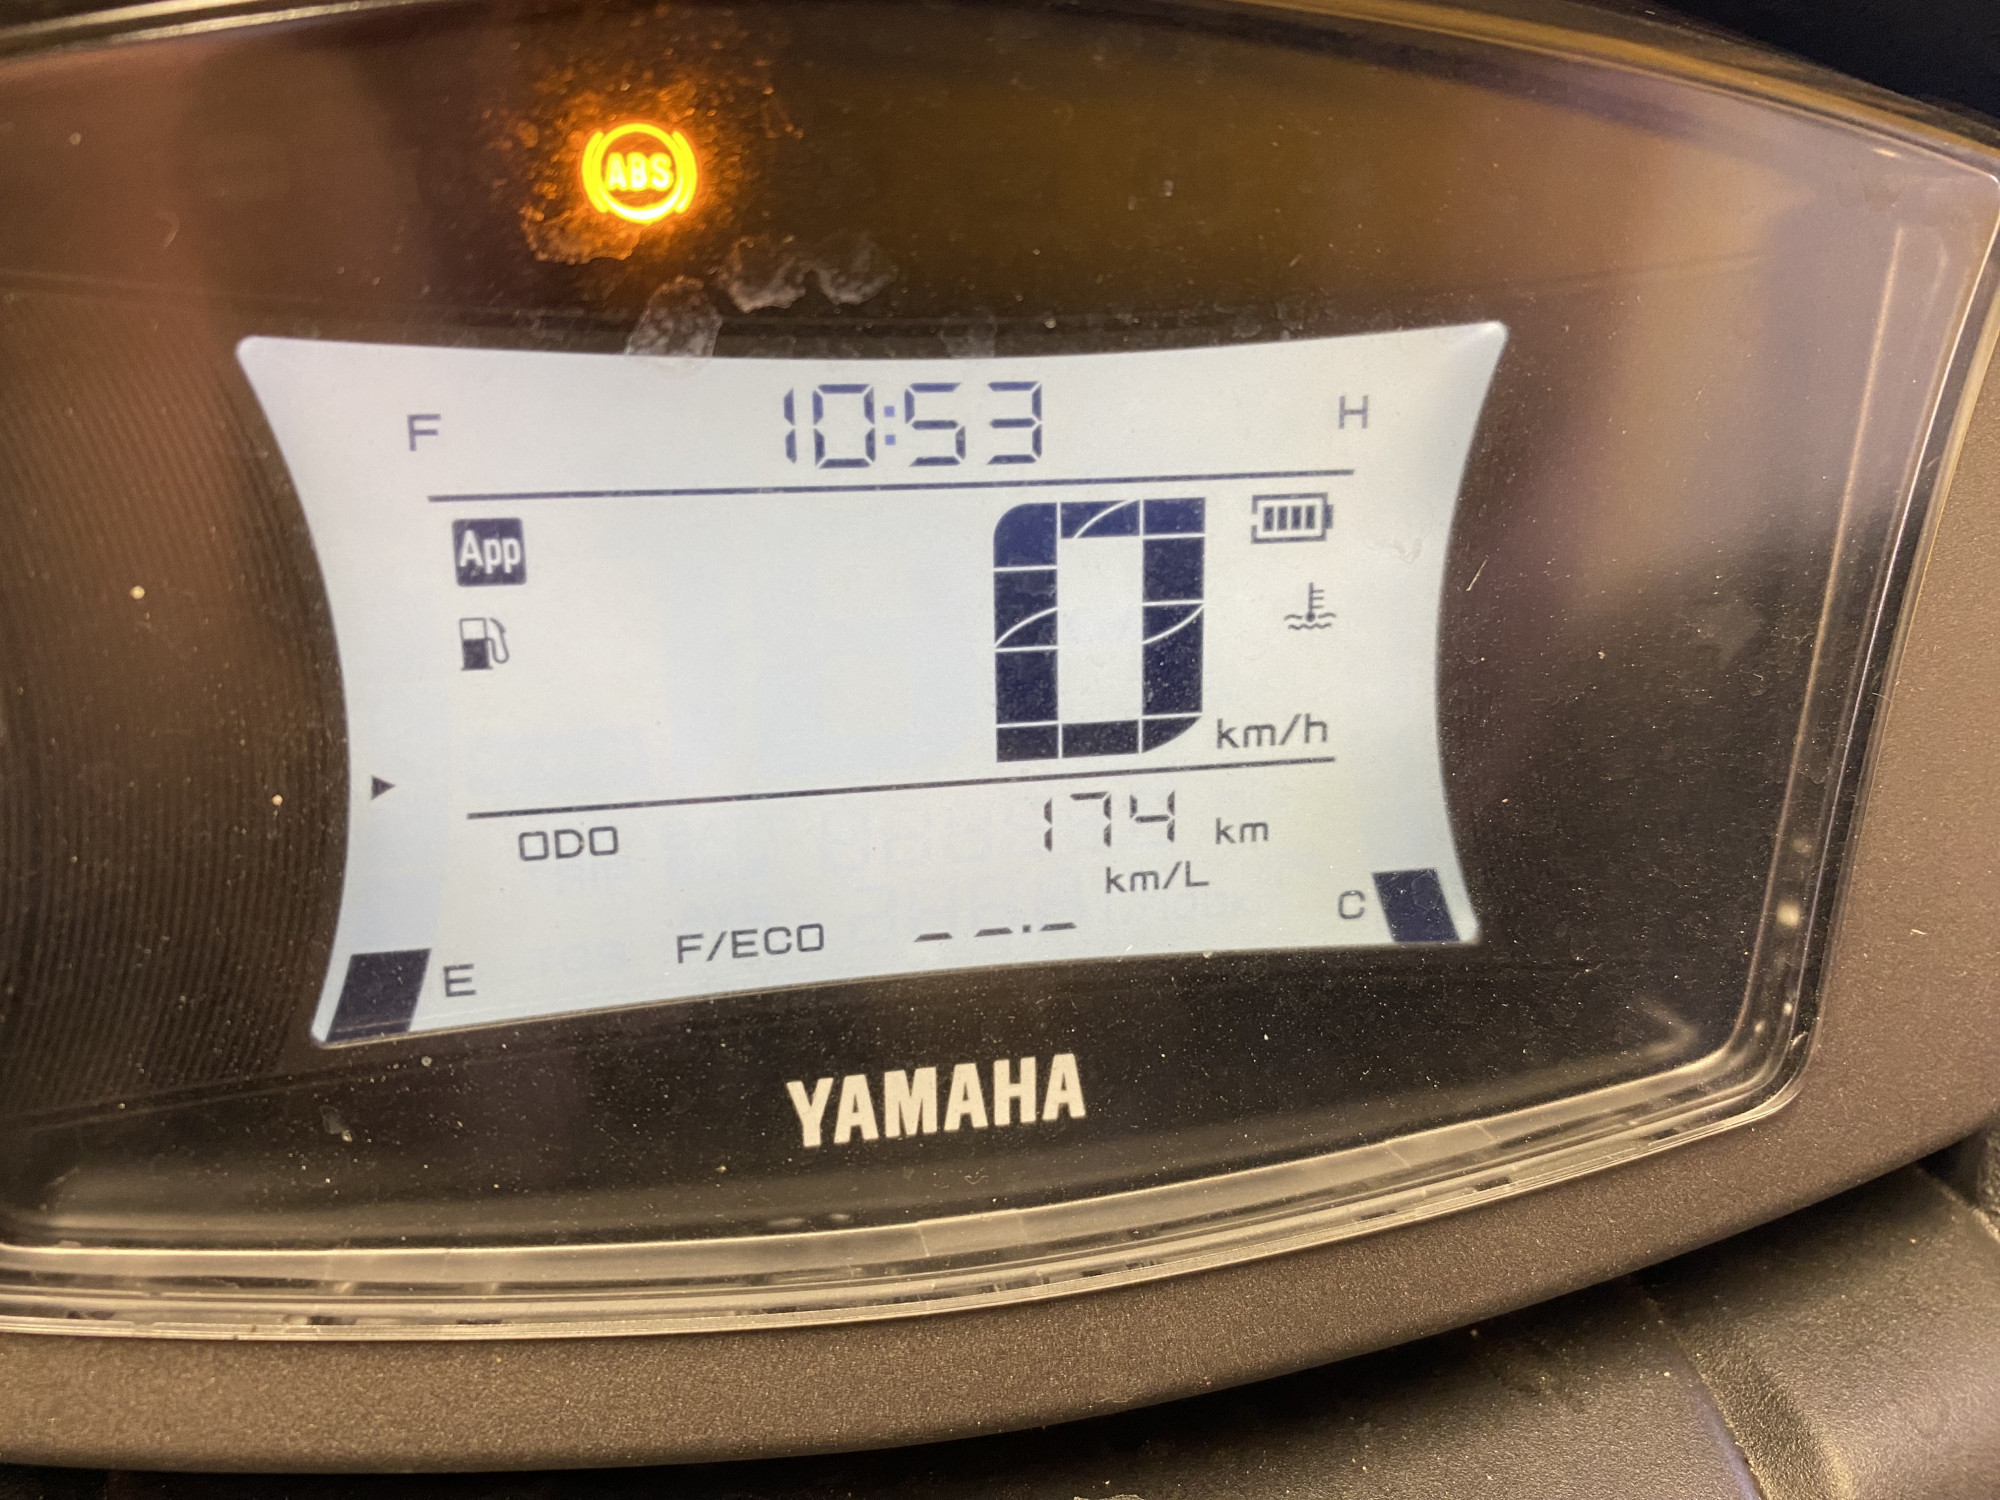 ABS
F 10:53 H
App
0 km/h
ODO 174 km
km/L
F/ECO --.-
E C
YAMAHA